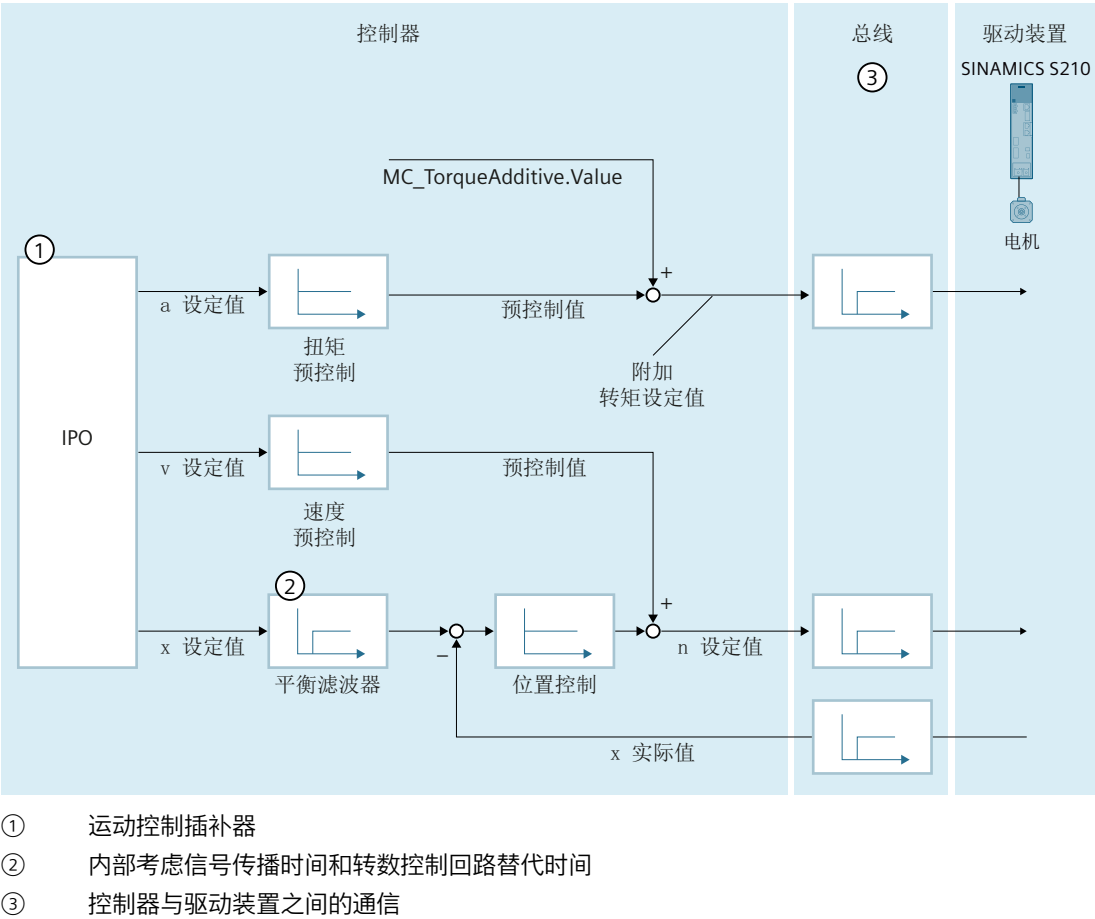 控制器
总线
驱动装置
③
SINAMICS S210
MC_TorqueAdditive.Value
电机
①
+
a 设定值
预控制值
扭矩
预控制
附加
转矩设定值
IPO
v 设定值
预控制值
速度
预控制
②
+
x 设定值
−
n 设定值
平衡滤波器
位置控制
x 实际值
① 运动控制插补器
② 内部考虑信号传播时间和转数控制回路替代时间
③ 控制器与驱动装置之间的通信